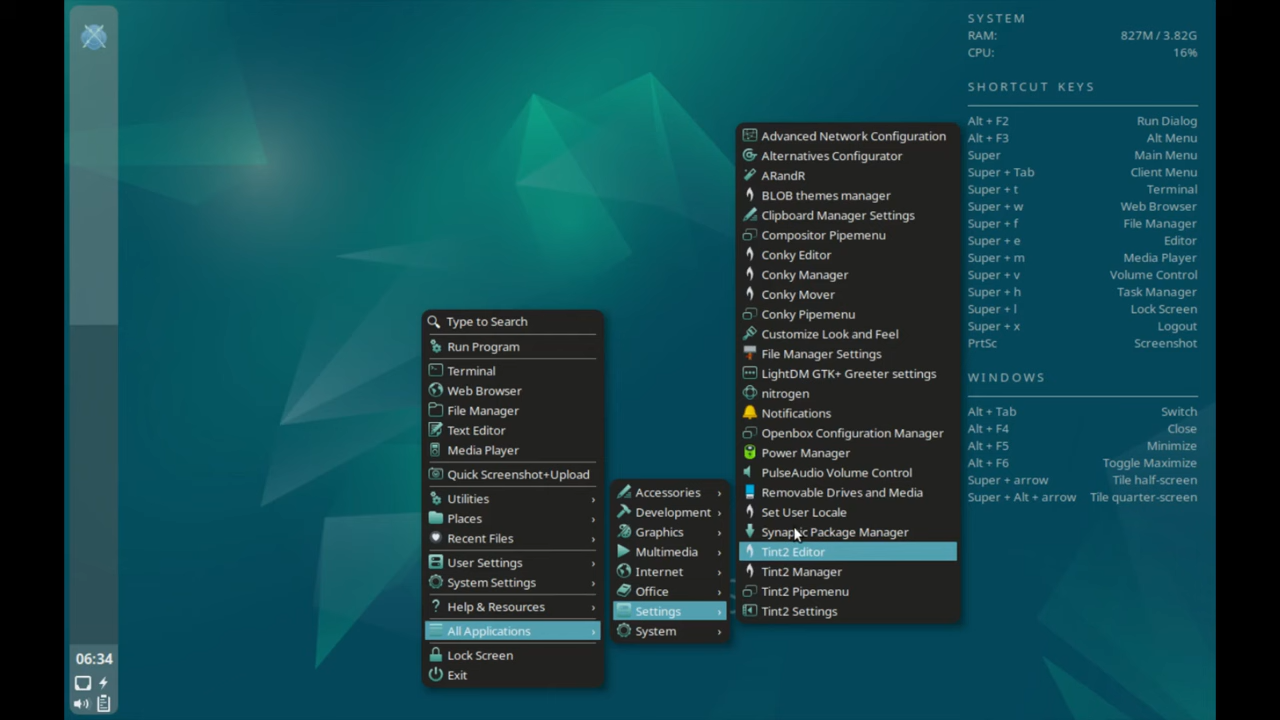 SYSTEM
RAM: 827M / 3.82G
CPU: 16%
SHORTCUT KEYS
Alt + F2 Run Dialog
Alt + F3 Alt Menu
Super Main Menu
Super + Tab Client Menu
Super + t Terminal
Super + w Web Browser
Super + f File Manager
Super + e Editor
Super + m Media Player
Super + v Volume Control
Super + h Task Manager
Super + l Lock Screen
Super + x Logout
PrtSc Screenshot
WINDOWS
Alt + Tab Switch
Alt + F4 Close
Alt + F5 Minimize
Alt + F6 Toggle Maximize
Super + arrow Tile half-screen
Super + Alt + arrow Tile quarter-screen
Type to Search
Run Program
Terminal
Web Browser
File Manager
Text Editor
Media Player
Quick Screenshot+Upload
Utilities
Places
Recent Files
User Settings
System Settings
Help & Resources
All Applications
Lock Screen
Exit
Accessories
Development
Graphics
Multimedia
Internet
Office
Settings
System
Advanced Network Configuration
Alternatives Configurator
ARandR
BLOB themes manager
Clipboard Manager Settings
Compositor Pipemenu
Conky Editor
Conky Manager
Conky Mover
Conky Pipemenu
Customize Look and Feel
File Manager Settings
LightDM GTK+ Greeter settings
nitrogen
Notifications
Openbox Configuration Manager
Power Manager
PulseAudio Volume Control
Removable Drives and Media
Set User Locale
Synaptic Package Manager
Tint2 Editor
Tint2 Manager
Tint2 Pipemenu
Tint2 Settings
06:34